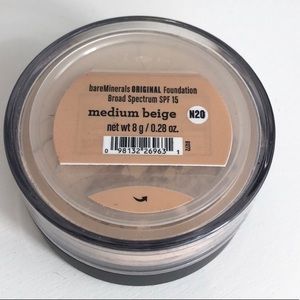 bareMinerals ORIGINAL Foundation
Broad Spectrum SPF 15
medium beige
N20
net wt 8 g / 0.28 oz.
0 98132 26963 1